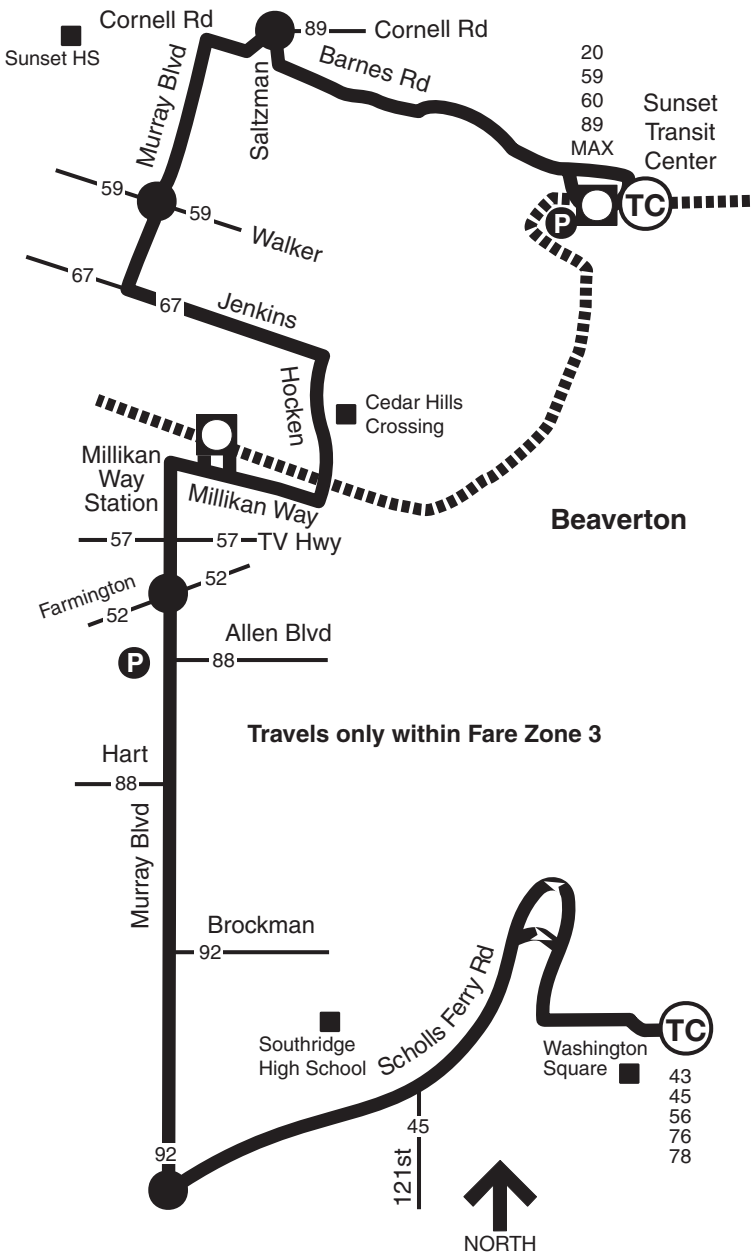 Cornell Rd
Sunset HS
89
Cornell Rd
Murray Blvd
Saltzman
Barnes Rd
20
59
60
89
MAX
Sunset
Transit
Center
TC
P
59
59
Walker
67
67
Jenkins
Hocken
Cedar Hills
Crossing
Millikan
Way
Station
Millikan Way
Beaverton
57
57
TV Hwy
Farmington
52
52
Allen Blvd
P
88
Travels only within Fare Zone 3
Hart
88
Murray Blvd
Brockman
92
Scholls Ferry Rd
Southridge
High School
TC
Washington
Square
43
45
56
76
78
45
121st
92
NORTH